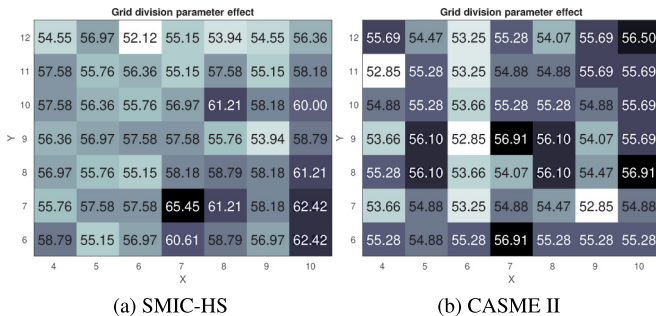 Grid division parameter effect
12 54.55 56.97 52.12 55.15 53.94 54.55 56.36
11 57.58 55.76 56.36 55.15 57.58 55.15 58.18
10 57.58 56.36 55.76 56.97 61.21 58.18 60.00
Y 9 56.36 56.97 57.58 57.58 55.76 53.94 58.79
8 56.97 55.76 55.15 58.18 58.79 58.18 61.21
7 55.76 57.58 57.58 65.45 61.21 58.18 62.42
6 58.79 55.15 56.97 60.61 58.79 56.97 62.42
4 5 6 7 8 9 10
X
(a) SMIC-HS
Grid division parameter effect
12 55.69 54.47 53.25 55.28 54.07 55.69 56.50
11 52.85 55.28 53.25 54.88 54.88 55.69 55.69
10 54.88 55.28 53.66 55.28 55.28 54.88 55.69
Y 9 53.66 56.10 52.85 56.91 56.10 54.07 55.69
8 55.28 56.10 53.66 54.07 56.10 54.47 56.91
7 53.66 54.88 53.25 54.88 54.47 52.85 54.88
6 55.28 54.88 55.28 56.91 55.28 55.28 55.28
4 5 6 7 8 9 10
X
(b) CASME II